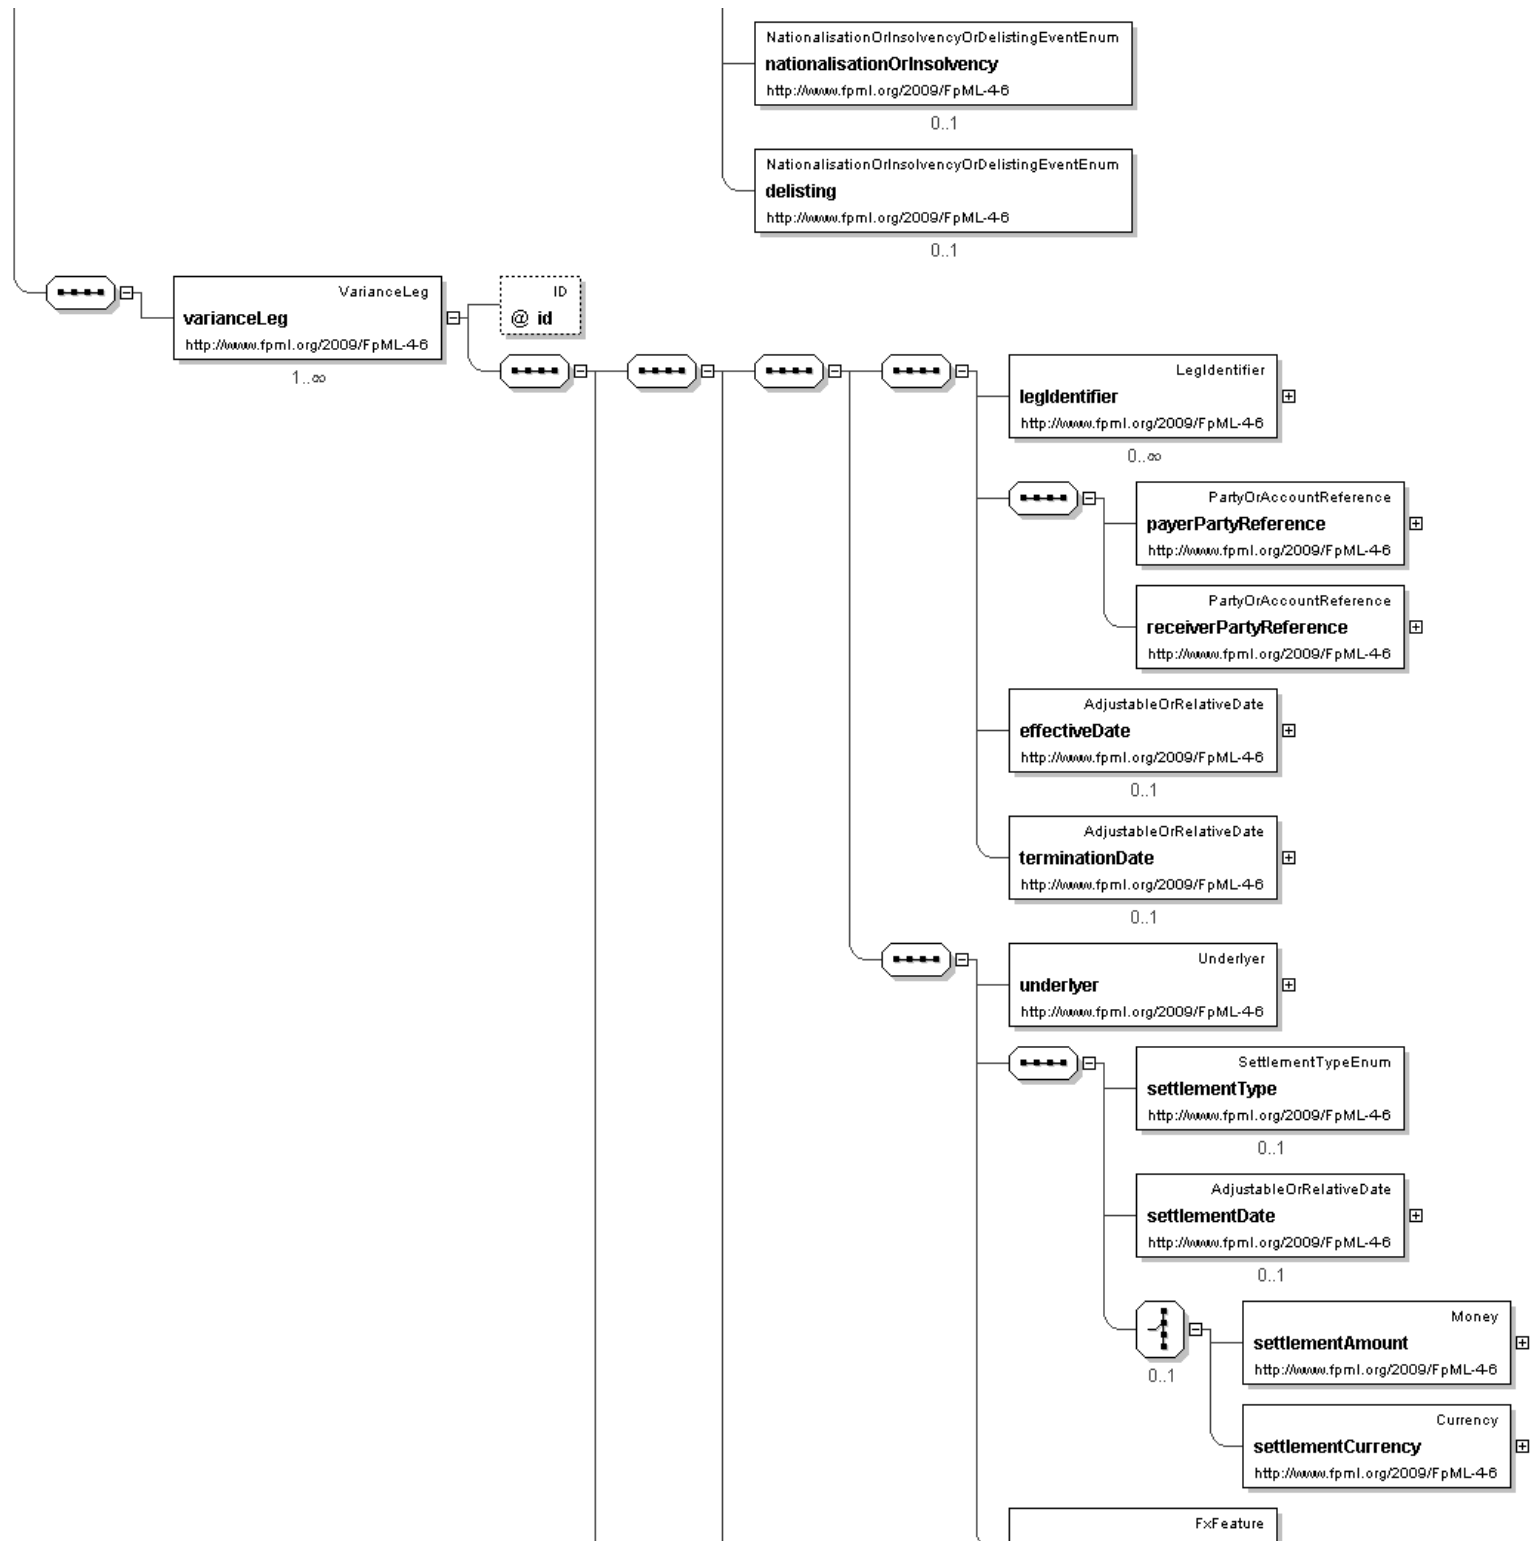 NationalisationOrInsolvencyOrDelistingEventEnum
nationalisationOrInsolvency
http://www.fpml.org/2009/FpML-4-6
0..1
NationalisationOrInsolvencyOrDelistingEventEnum
delisting
http://www.fpml.org/2009/FpML-4-6
0..1
VarianceLeg
varianceLeg
http://www.fpml.org/2009/FpML-4-6
1..∞
ID
@ id
LegIdentifier
legIdentifier
http://www.fpml.org/2009/FpML-4-6
0..∞
PartyOrAccountReference
payerPartyReference
http://www.fpml.org/2009/FpML-4-6
PartyOrAccountReference
receiverPartyReference
http://www.fpml.org/2009/FpML-4-6
AdjustableOrRelativeDate
effectiveDate
http://www.fpml.org/2009/FpML-4-6
0..1
AdjustableOrRelativeDate
terminationDate
http://www.fpml.org/2009/FpML-4-6
0..1
Underlyer
underlyer
http://www.fpml.org/2009/FpML-4-6
SettlementTypeEnum
settlementType
http://www.fpml.org/2009/FpML-4-6
0..1
AdjustableOrRelativeDate
settlementDate
http://www.fpml.org/2009/FpML-4-6
0..1
0..1
Money
settlementAmount
http://www.fpml.org/2009/FpML-4-6
Currency
settlementCurrency
http://www.fpml.org/2009/FpML-4-6
FxFeature